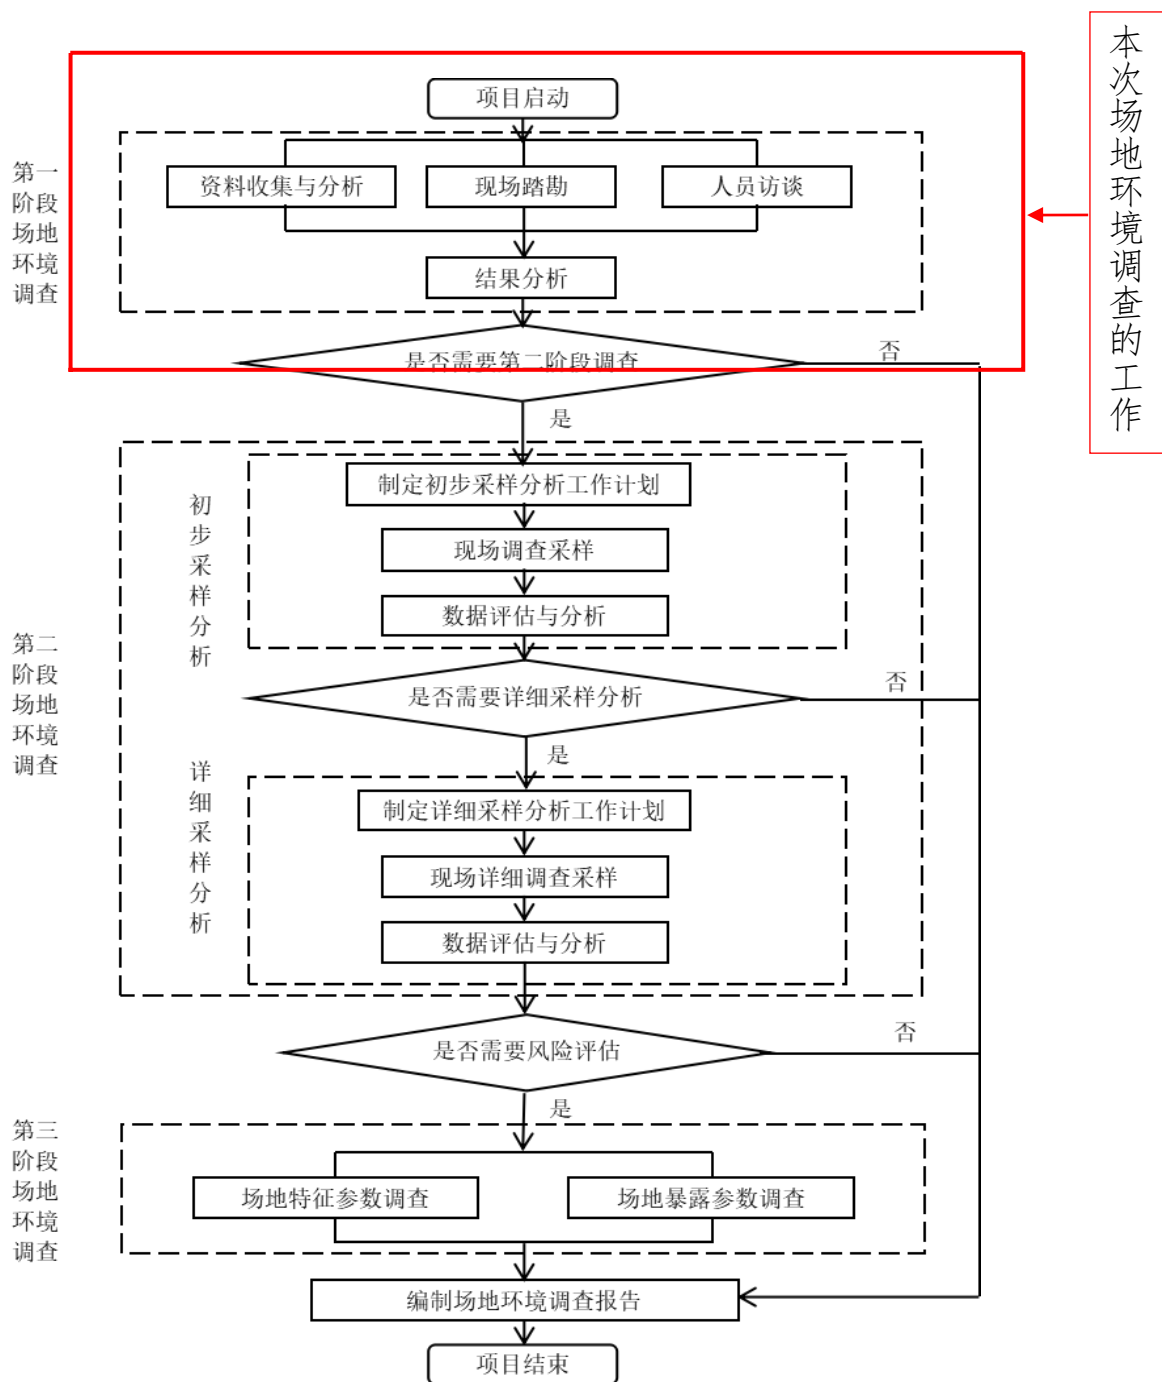 本次场地环境调查的工作
项目启动
第一
阶段
场地
环境
调查
资料收集与分析
现场踏勘
人员访谈
结果分析
是否需要第二阶段调查
否
是
第二
阶段
场地
环境
调查
初步采样分析
制定初步采样分析工作计划
现场调查采样
数据评估与分析
是否需要详细采样分析
否
是
详细采样分析
制定详细采样分析工作计划
现场详细调查采样
数据评估与分析
是否需要风险评估
否
是
第三
阶段
场地
环境
调查
场地特征参数调查
场地暴露参数调查
编制场地环境调查报告
项目结束